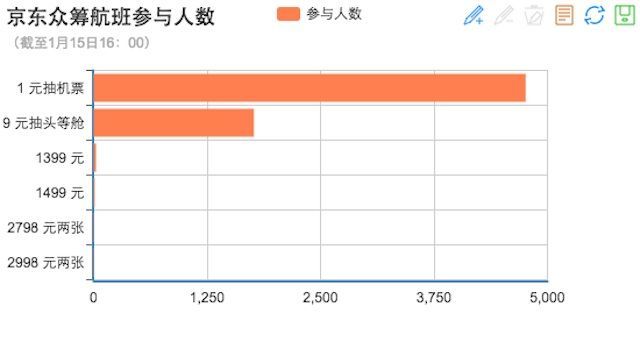 京东众筹航班参与人数
参与人数
（截至1月15日16：00）
1 元抽机票
9 元抽头等舱
1399 元
1499 元
2798 元两张
2998 元两张
0 1,250 2,500 3,750 5,000